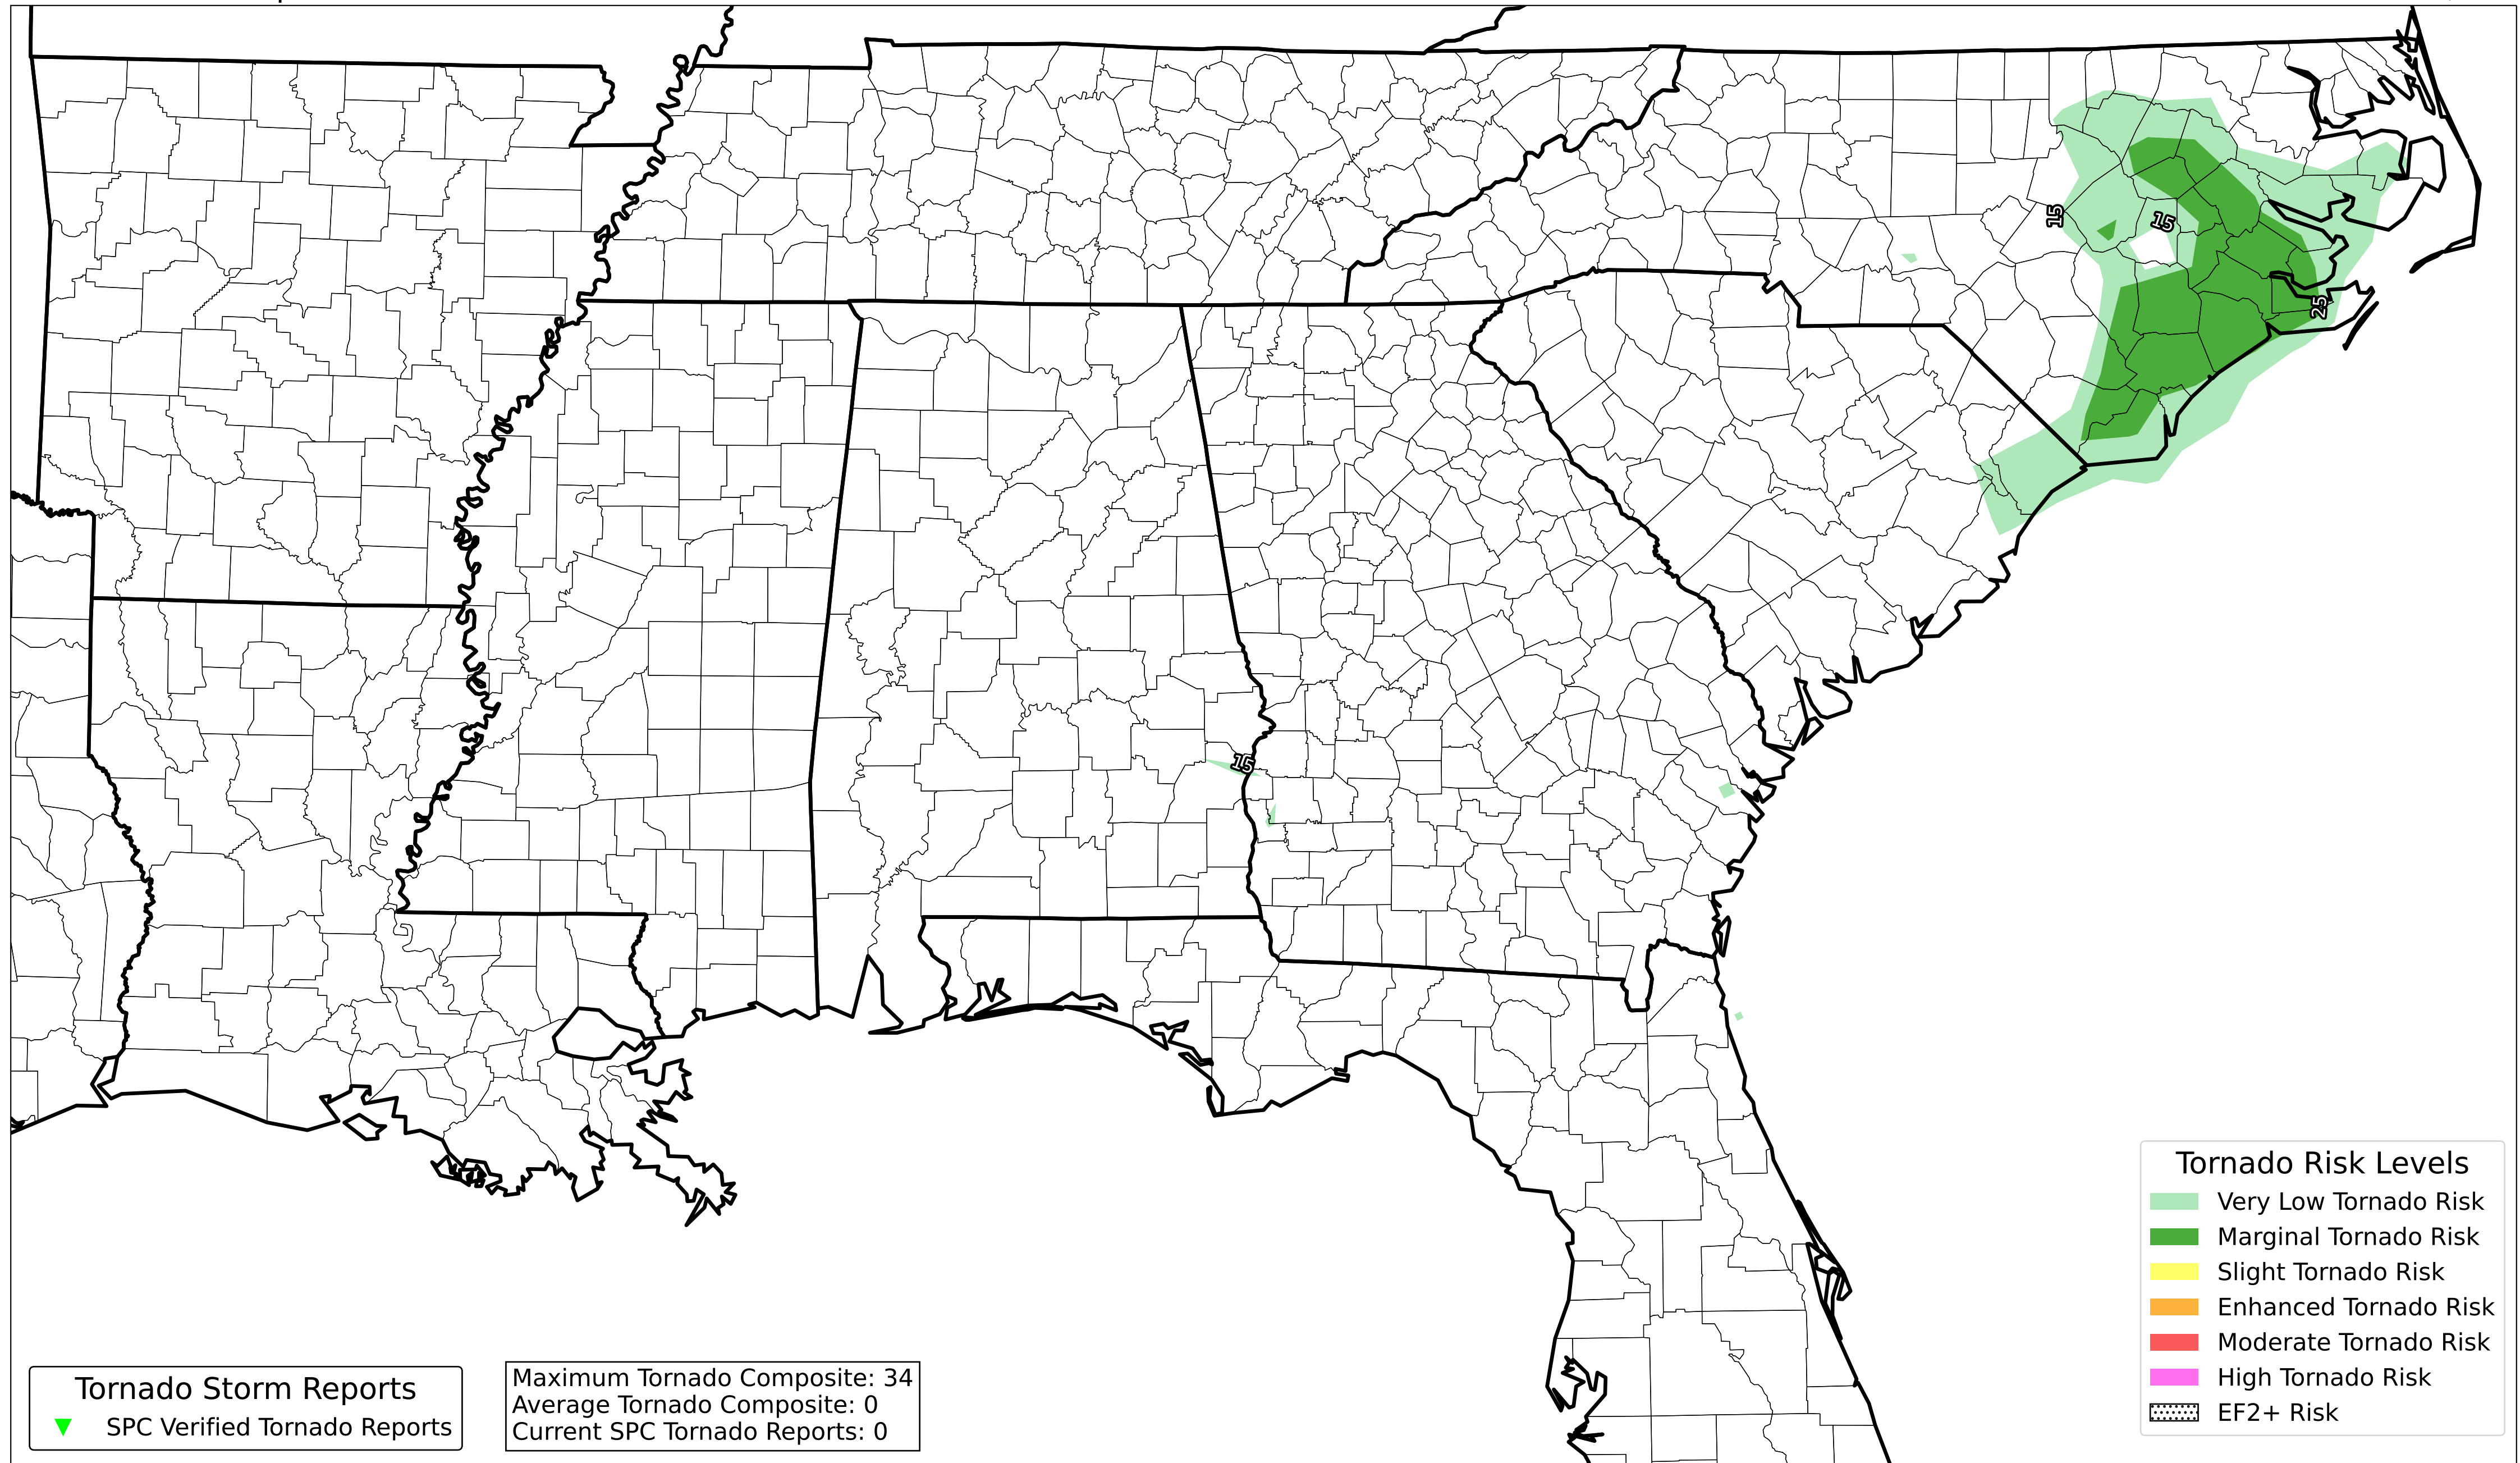 15
15
25
15
Tornado Risk Levels
Very Low Tornado Risk
Marginal Tornado Risk
Slight Tornado Risk
Enhanced Tornado Risk
Moderate Tornado Risk
High Tornado Risk
EF2+ Risk
Tornado Storm Reports
SPC Verified Tornado Reports
Maximum Tornado Composite: 34
Average Tornado Composite: 0
Current SPC Tornado Reports: 0